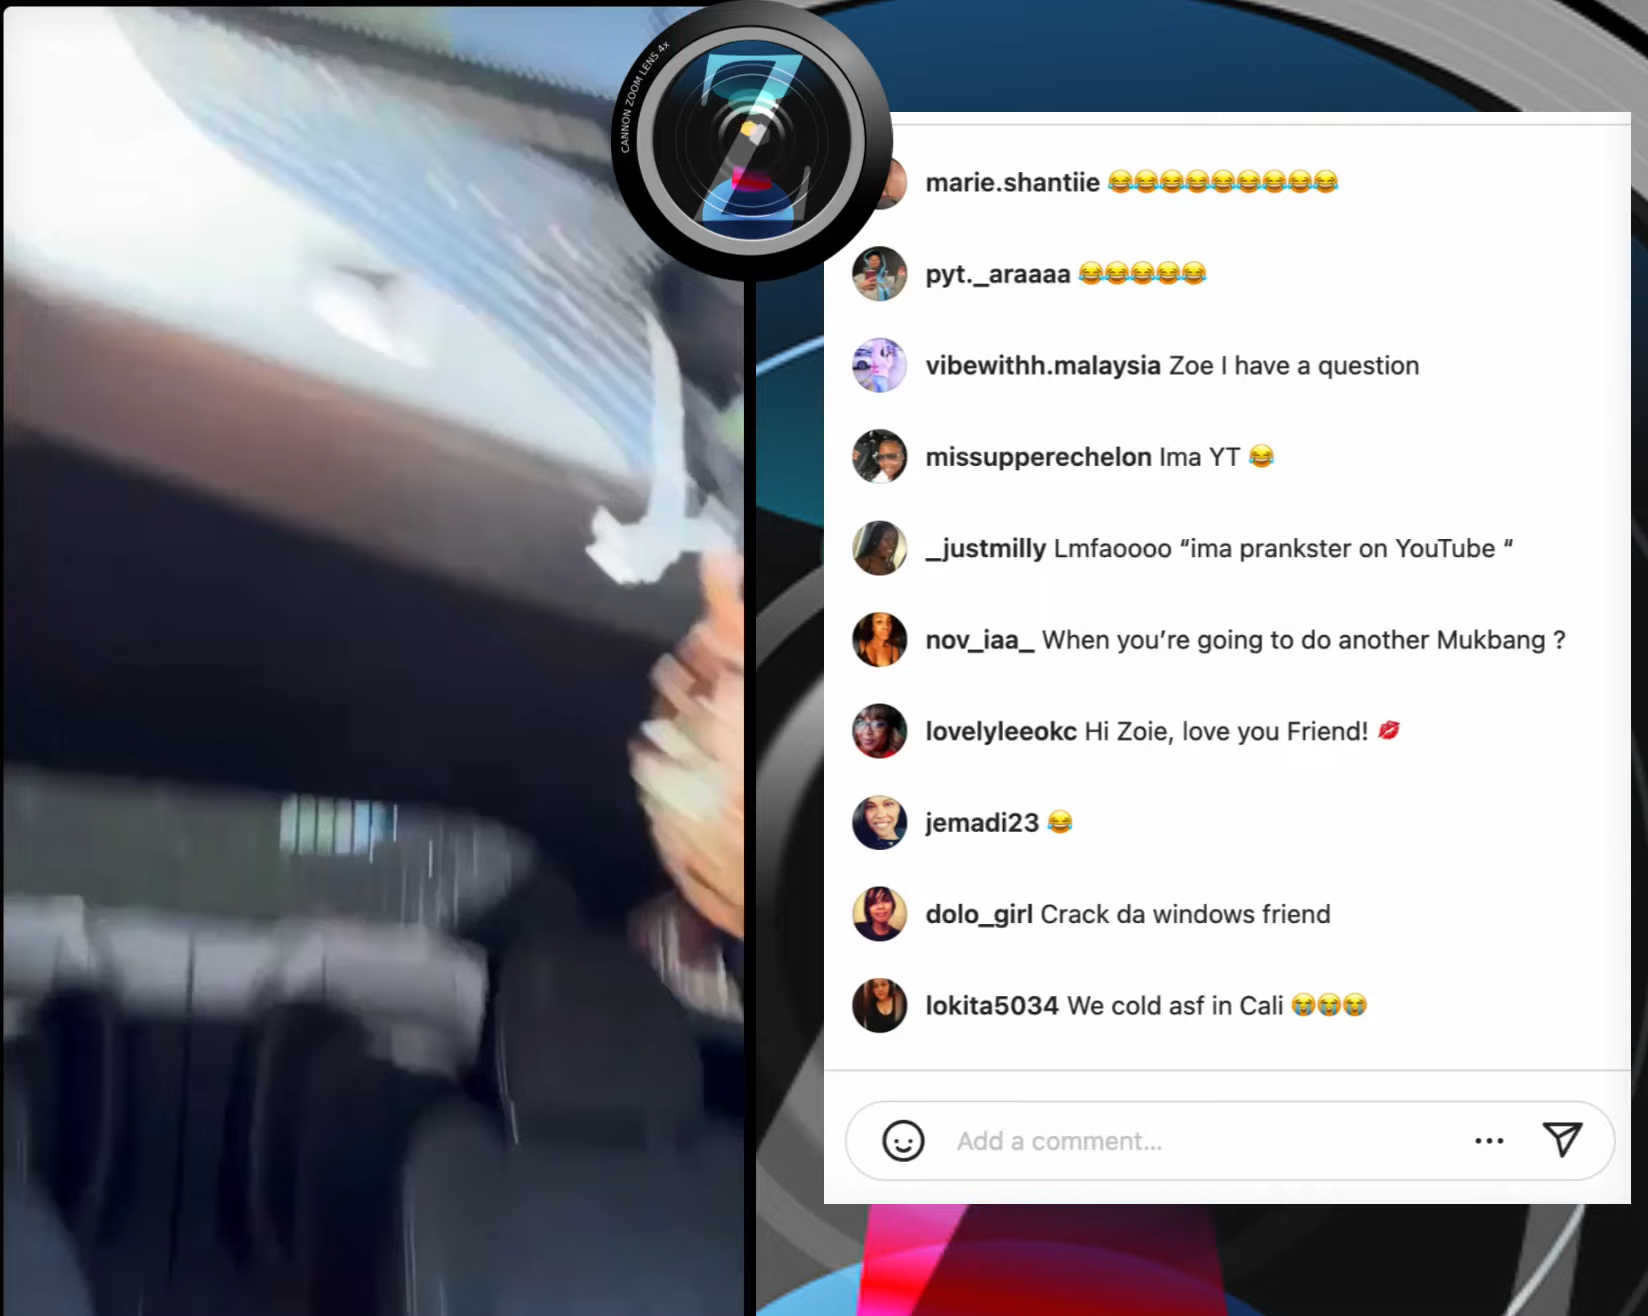 CANNON ZOOM LENS 4x
Z
marie.shantiie 😂😂😂😂😂😂😂😂😂
pyt._araaaa 😂😂😂😂😂
vibewithh.malaysia Zoe I have a question
missupperechelon Ima YT 😂
_justmilly Lmfaoooo “ima prankster on YouTube “
nov_iaa_ When you’re going to do another Mukbang ?
lovelyleeokc Hi Zoie, love you Friend! 💋
jemadi23 😂
dolo_girl Crack da windows friend
lokita5034 We cold asf in Cali 😭😭😭
Add a comment...